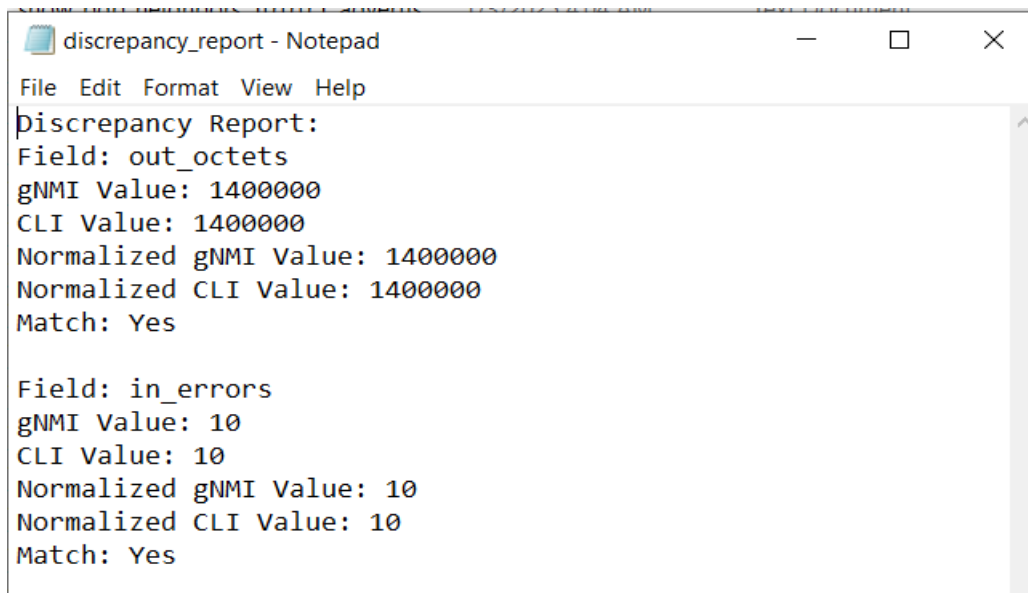 discrepancy_report - Notepad
File Edit Format View Help
Discrepancy Report:
Field: out_octets
gNMI Value: 1400000
CLI Value: 1400000
Normalized gNMI Value: 1400000
Normalized CLI Value: 1400000
Match: Yes
Field: in_errors
gNMI Value: 10
CLI Value: 10
Normalized gNMI Value: 10
Normalized CLI Value: 10
Match: Yes